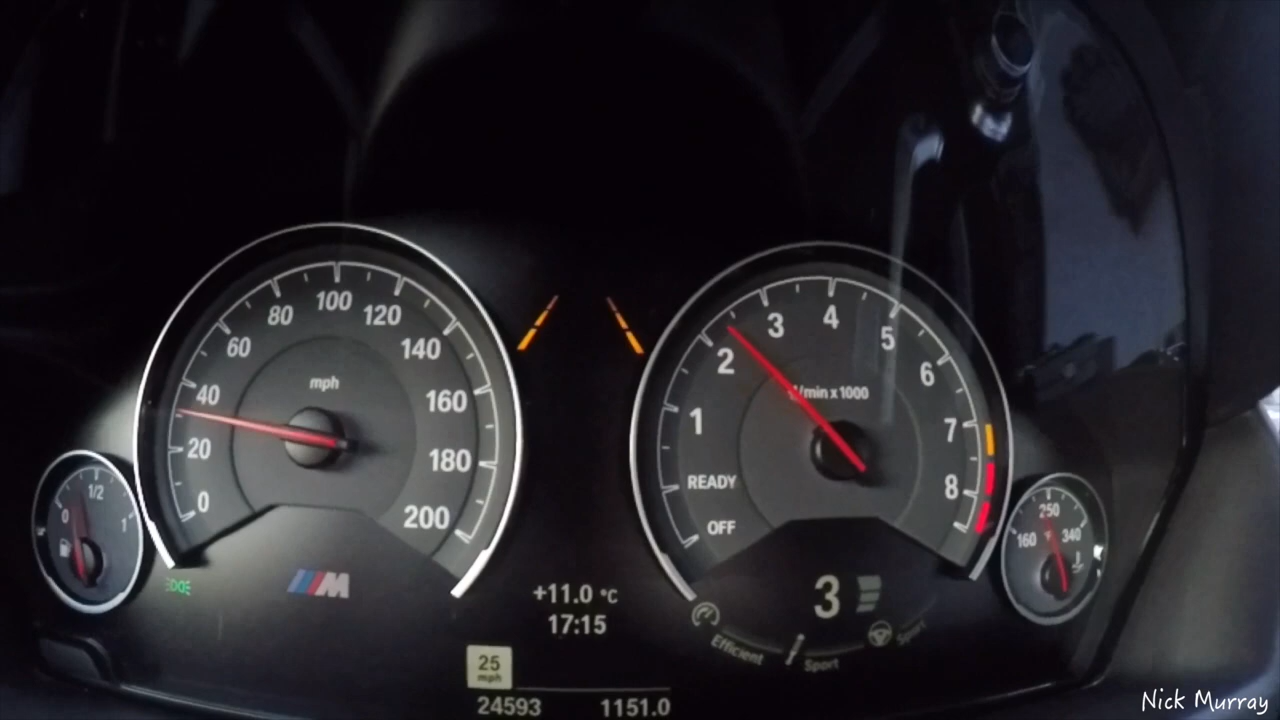 0
20
40
60
80
100
120
140
160
180
200
mph
OFF
READY
1
2
3
4
5
6
7
8
1/min x 1000
0
1/2
1
160
250
340
°F
M
+11.0 °C
17:15
3
Efficient
Sport
Sport
25
mph
24593
1151.0
Nick Murray